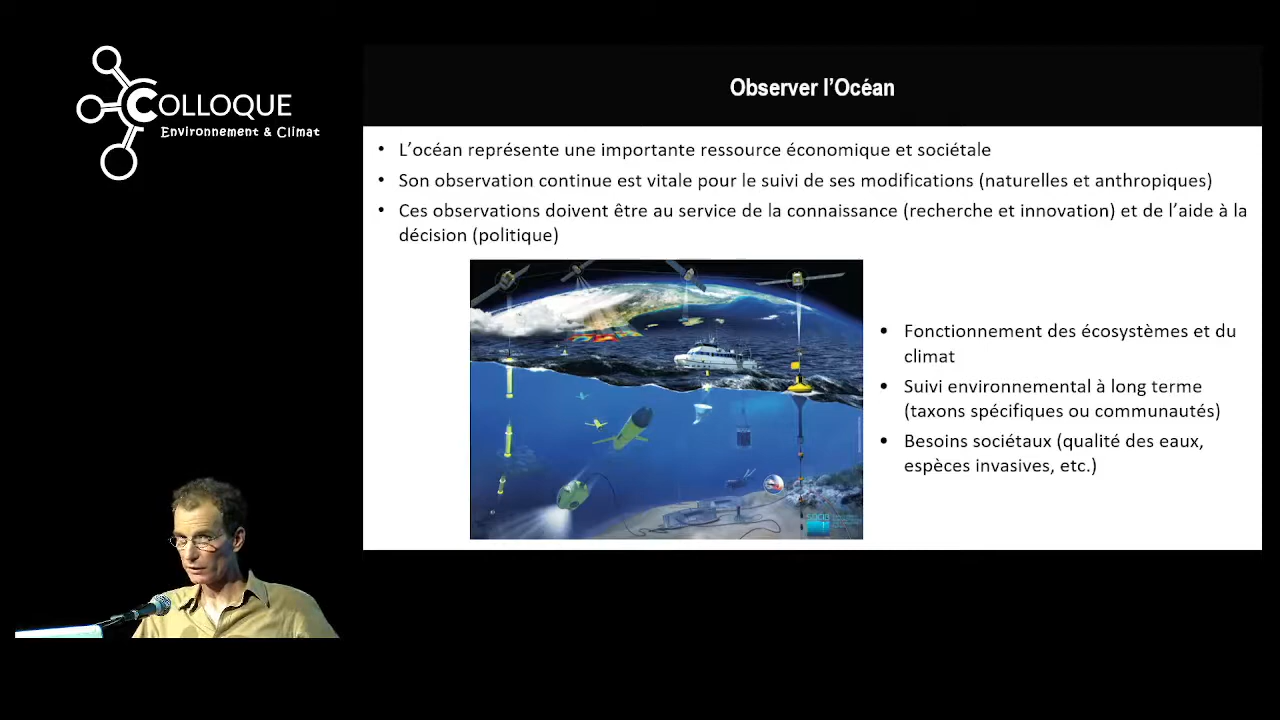 COLLOQUE
Environnement & Climat
Observer l’Océan
• L’océan représente une importante ressource économique et sociétale
• Son observation continue est vitale pour le suivi de ses modifications (naturelles et anthropiques)
• Ces observations doivent être au service de la connaissance (recherche et innovation) et de l’aide à la
décision (politique)
• Fonctionnement des écosystèmes et du
climat
• Suivi environnemental à long terme
(taxons spécifiques ou communautés)
• Besoins sociétaux (qualité des eaux,
espèces invasives, etc.)